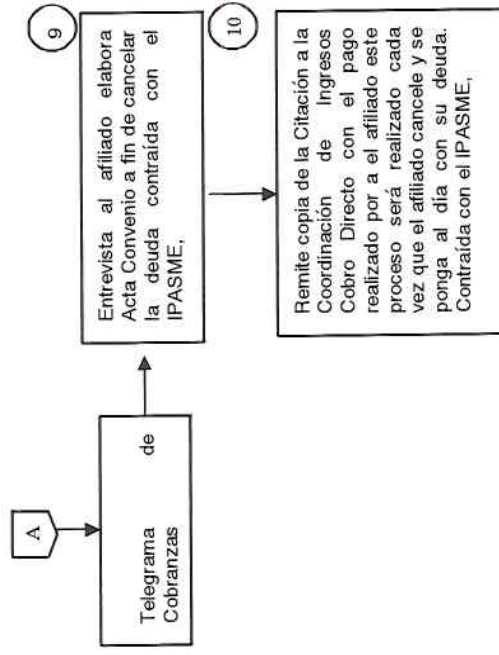 A
Telegrama de
Cobranzas
9
Entrevista al afiliado elabora
Acta Convenio a fin de cancelar
la deuda contraída con el
IPASME,
10
Remite copia de la Citación a la
Coordinación de Ingresos
Cobro Directo con el pago
realizado por a el afiliado este
proceso será realizado cada
vez que el afiliado cancele y se
ponga al día con su deuda.
Contraída con el IPASME,